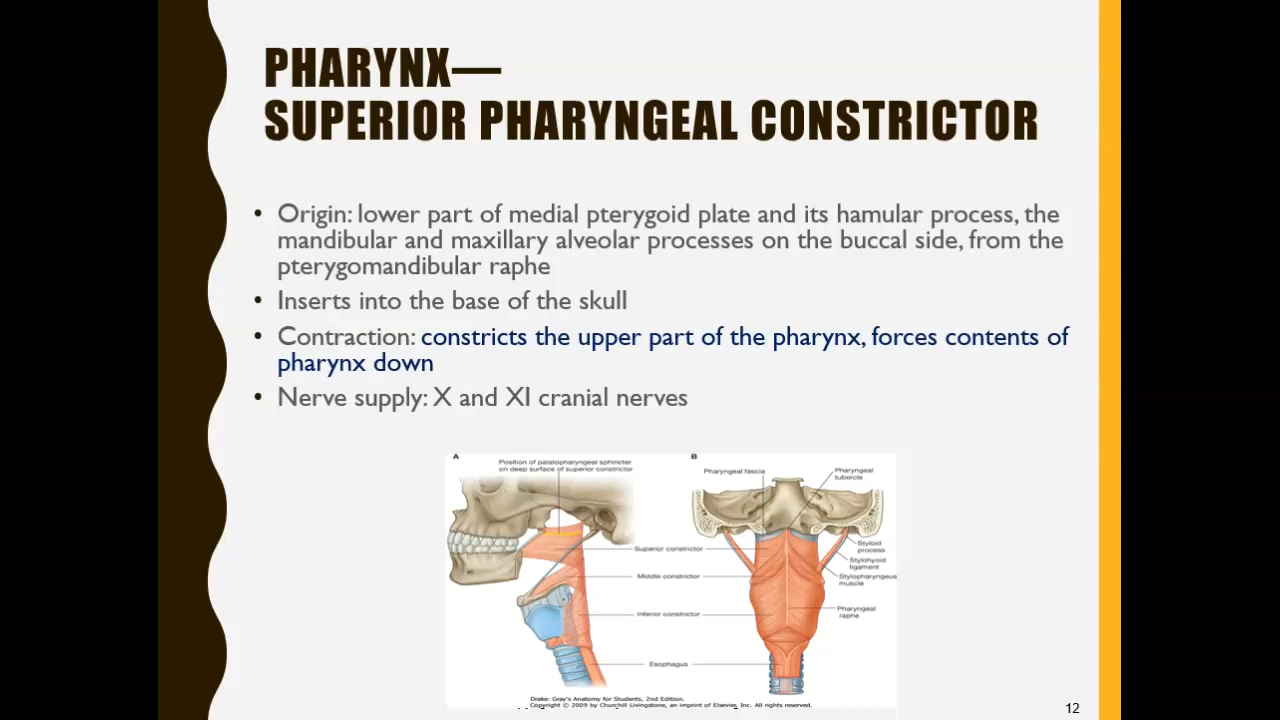 PHARYNX—
SUPERIOR PHARYNGEAL CONSTRICTOR
• Origin: lower part of medial pterygoid plate and its hamular process, the
mandibular and maxillary alveolar processes on the buccal side, from the
pterygomandibular raphe
• Inserts into the base of the skull
• Contraction: constricts the upper part of the pharynx, forces contents of
pharynx down
• Nerve supply: X and XI cranial nerves
A
Position of palatopharyngeal sphincter
on deep surface of superior constrictor
B
Pharyngeal fascia
Pharyngeal
tubercle
Superior constrictor
Styloid
process
Stylohyoid
ligament
Middle constrictor
Stylopharyngeus
muscle
Inferior constrictor
Pharyngeal
raphe
Esophagus
Drake: Gray's Anatomy for Students, 2nd Edition.
Copyright © 2009 by Churchill Livingstone, an imprint of Elsevier, Inc. All rights reserved.
12